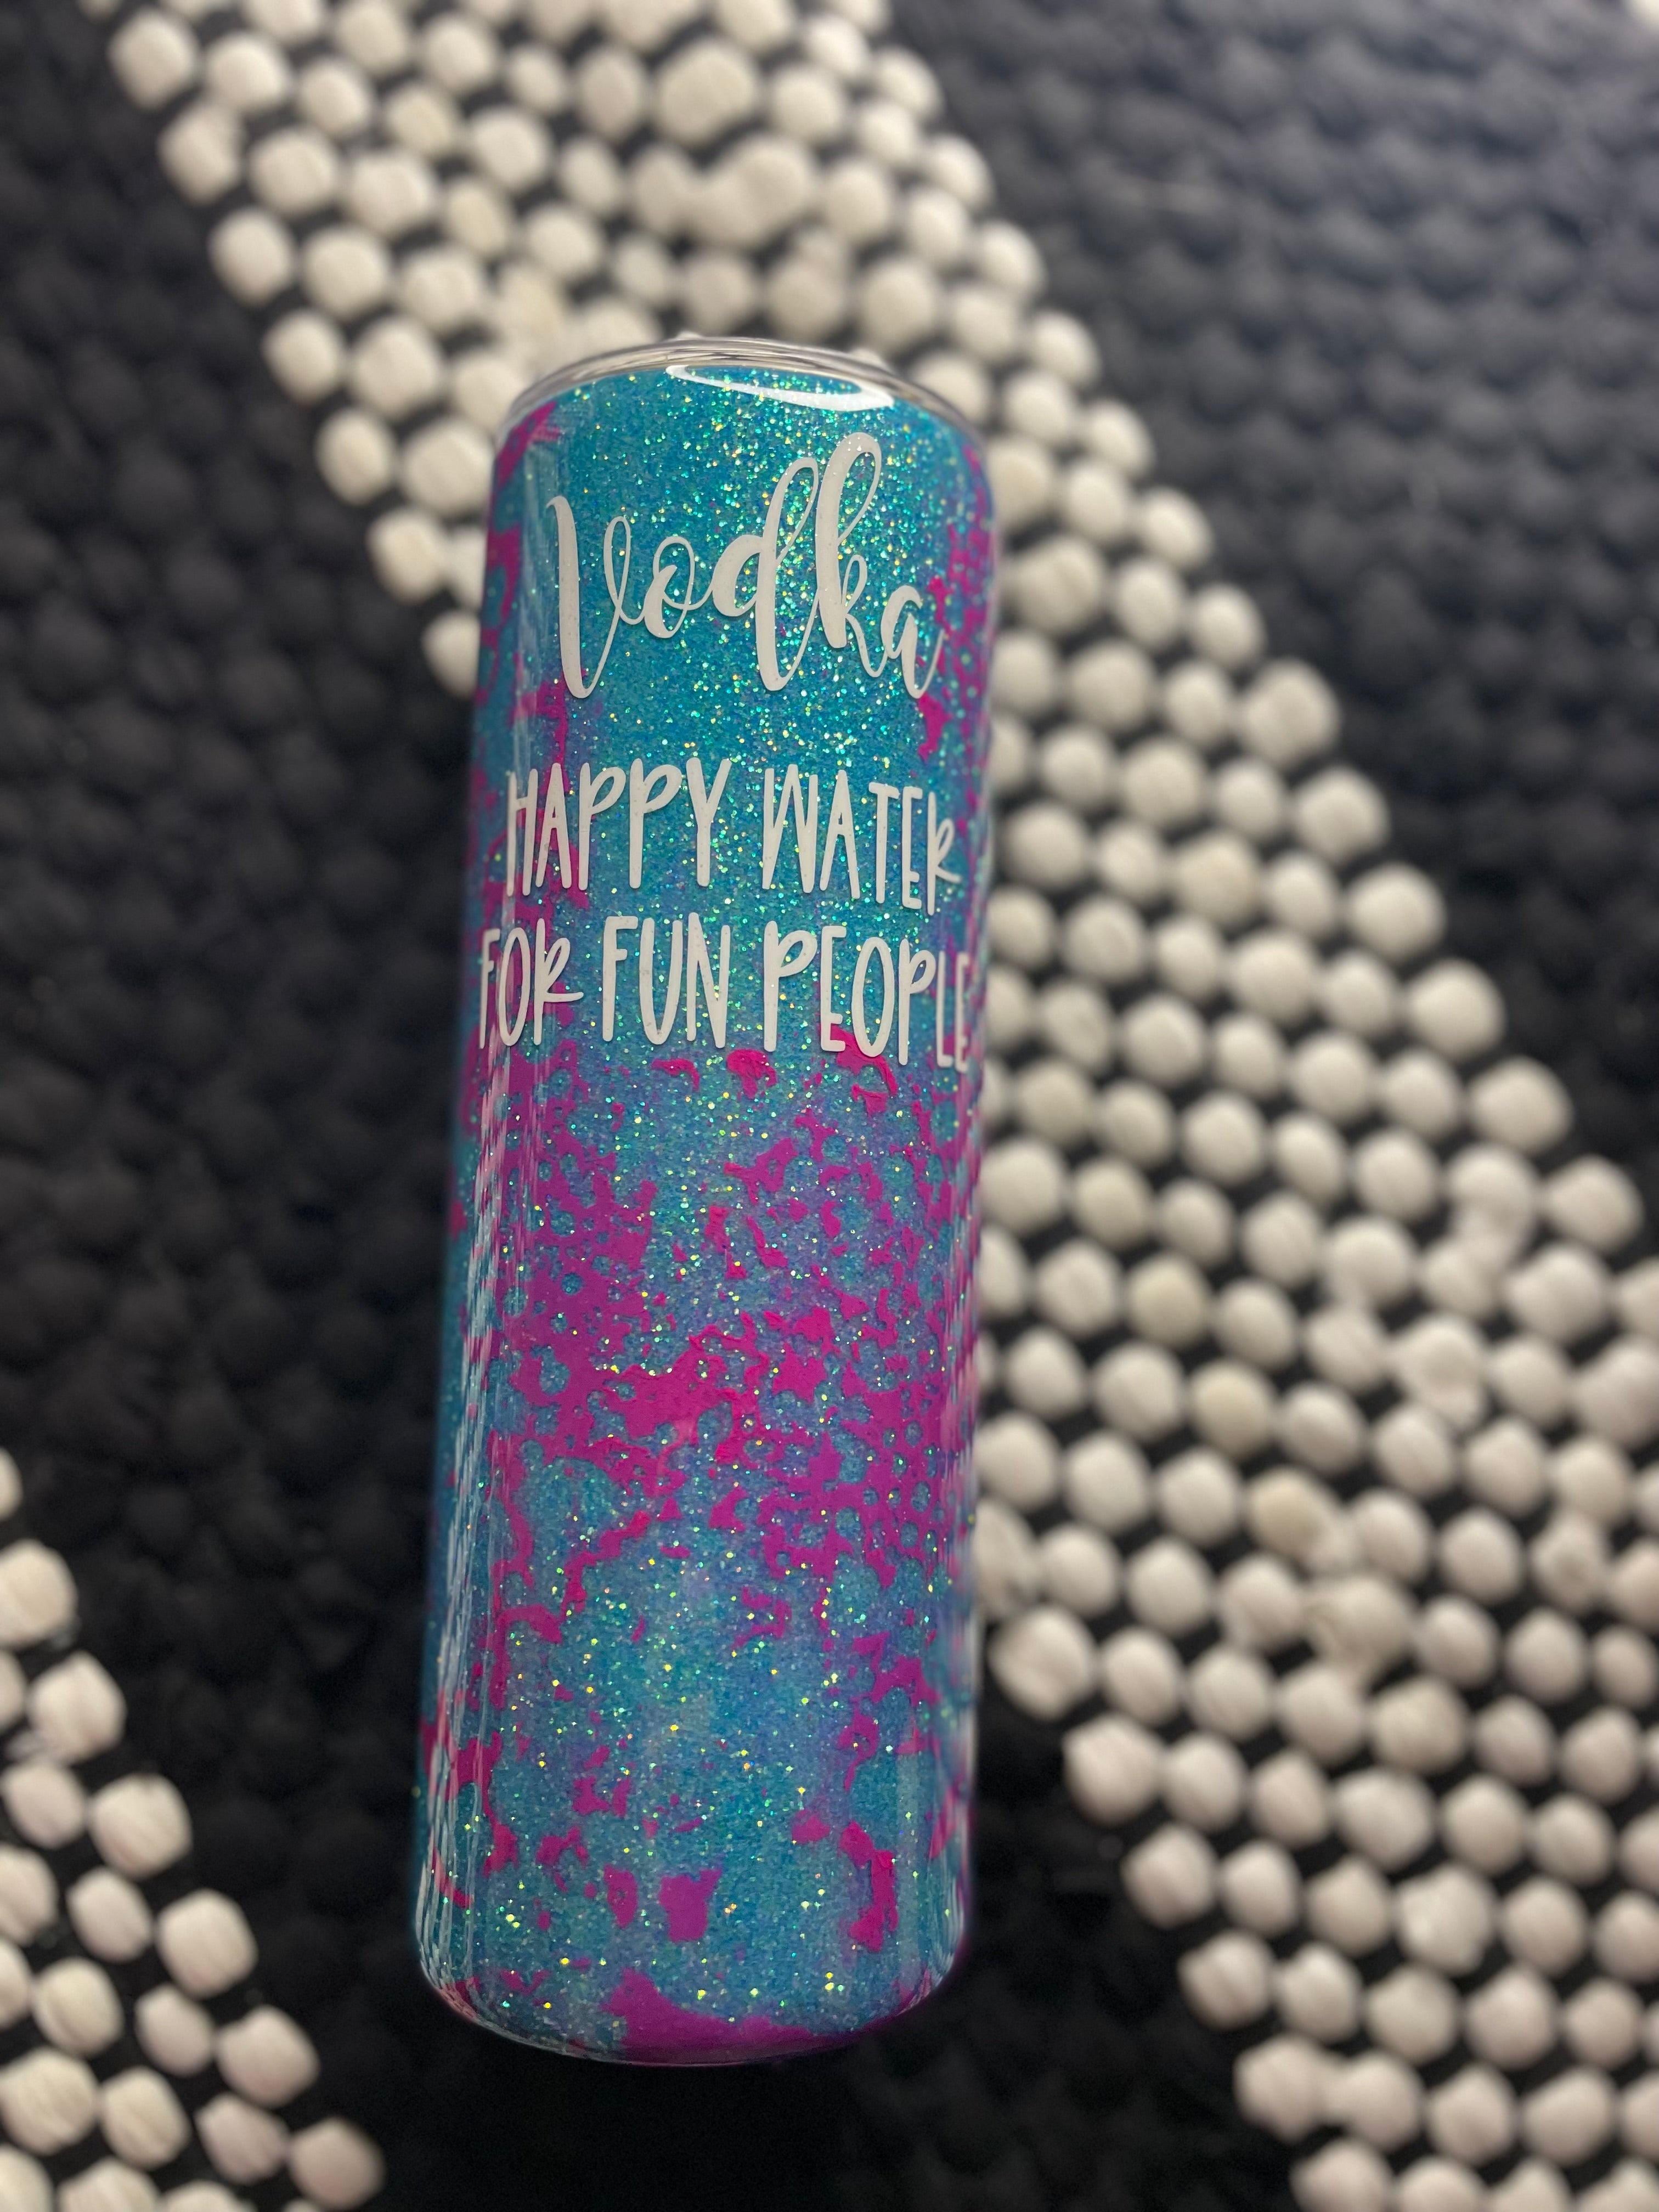 Vodka
HAPPY WATER
FOR FUN PEOPLE